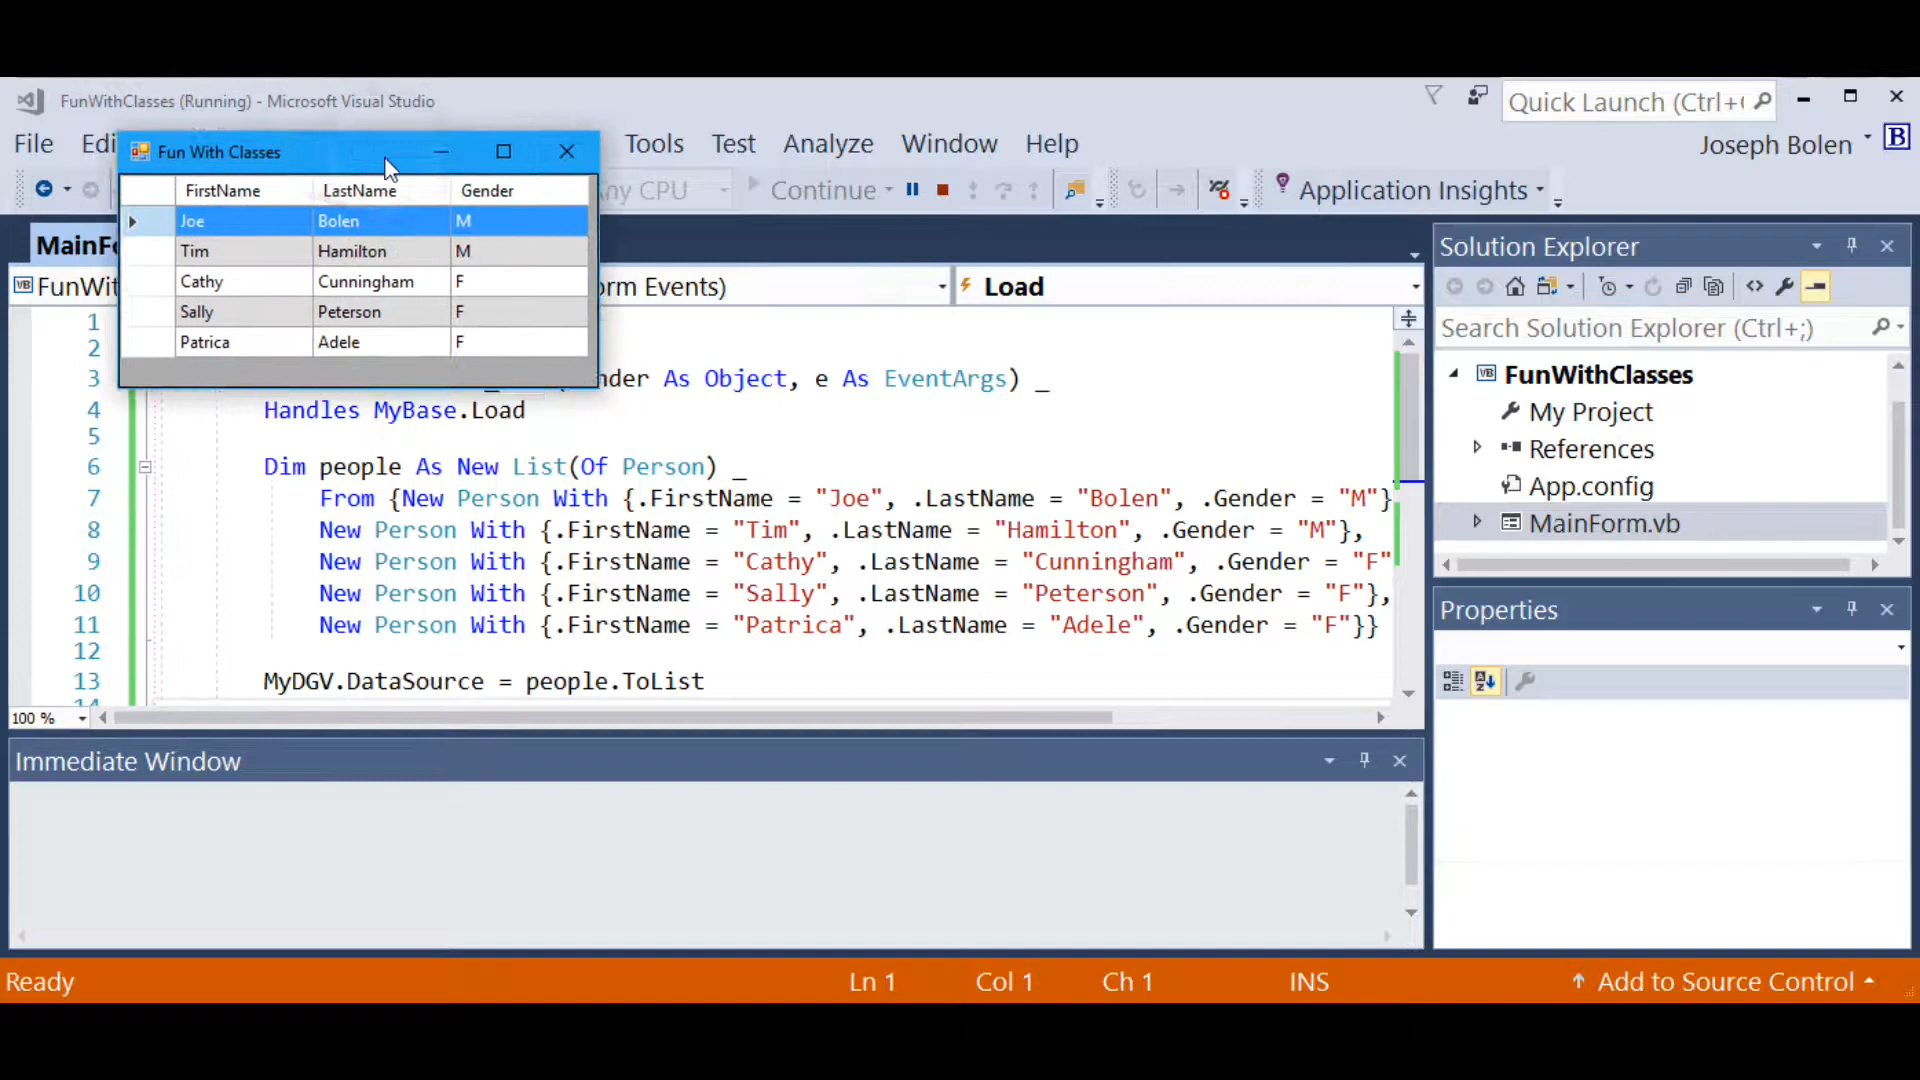 FunWithClasses (Running) - Microsoft Visual Studio
Quick Launch (Ctrl+
File
Tools Test Analyze Window Help
Joseph Bolen
B
Fun With Classes
FirstName LastName Gender
Joe Bolen M
Tim Hamilton M
Cathy Cunningham F
Sally Peterson F
Patrica Adele F
CPU
Continue
Application Insights
Load
Solution Explorer
Search Solution Explorer (Ctrl+;)
FunWithClasses
My Project
References
App.config
MainForm.vb
Properties
1
2
3 As Object, e As EventArgs) _
4 Handles MyBase.Load
5
6 Dim people As New List(Of Person) _
7 From {New Person With {.FirstName = "Joe", .LastName = "Bolen", .Gender = "M"}
8 New Person With {.FirstName = "Tim", .LastName = "Hamilton", .Gender = "M"},
9 New Person With {.FirstName = "Cathy", .LastName = "Cunningham", .Gender = "F"
10 New Person With {.FirstName = "Sally", .LastName = "Peterson", .Gender = "F"},
11 New Person With {.FirstName = "Patrica", .LastName = "Adele", .Gender = "F"}}
12
13 MyDGV.DataSource = people.ToList
100 %
Immediate Window
Ready Ln 1 Col 1 Ch 1 INS Add to Source Control